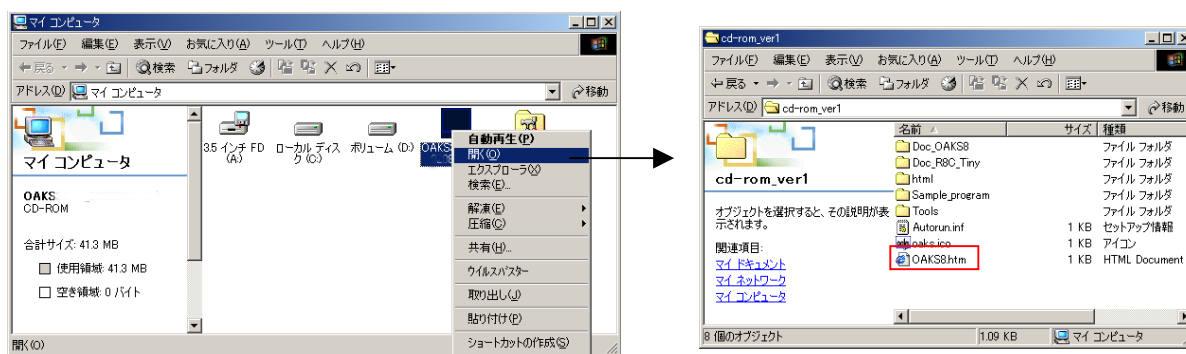 マイ コンピュータ
ファイル(F) 編集(E) 表示(V) お気に入り(A) ツール(T) ヘルプ(H)
戻る 検索 フォルダ
アドレス(D) マイ コンピュータ 移動
マイ コンピュータ
OAKS
CD-ROM
合計サイズ: 41.3 MB
使用領域: 41.3 MB
空き領域: 0 バイト
3.5 インチ FD (A:)
ローカル ディスク (C:)
ボリューム (D:)
OAKS
自動再生(P)
開く(O)
エクスプローラ(X)
検索(E)...
解凍(E)
圧縮(C)
共有(H)...
ウイルスバスター
取り出し(J)
貼り付け(P)
ショートカットの作成(S)
開く(O)
cd-rom_ver1
ファイル(F) 編集(E) 表示(V) お気に入り(A) ツール(T) ヘルプ(H)
戻る 検索 フォルダ
アドレス(D) cd-rom_ver1 移動
cd-rom_ver1
オブジェクトを選択すると、その説明が表
示されます。
関連項目:
マイ ドキュメント
マイ ネットワーク
マイ コンピュータ
名前 サイズ 種類
Doc_OAKS8 ファイル フォルダ
Doc_R8C_Tiny ファイル フォルダ
html ファイル フォルダ
Sample_program ファイル フォルダ
Tools ファイル フォルダ
Autorun.inf 1 KB セットアップ情報
oaks.ico 1 KB アイコン
OAKS8.htm 1 KB HTML Document
8 個のオブジェクト 1.09 KB マイ コンピュータ